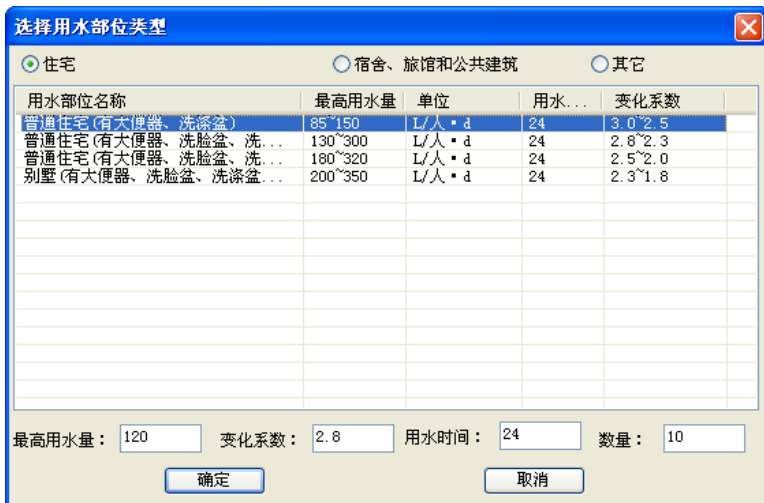 选择用水部位类型
住宅 宿舍、旅馆和公共建筑 其它
用水部位名称 最高用水量 单位 用水... 变化系数
普通住宅(有大便器、洗涤盆) 85~150 L/人·d 24 3.0~2.5
普通住宅(有大便器、洗脸盆、洗... 130~300 L/人·d 24 2.8~2.3
普通住宅(有大便器、洗脸盆、洗... 180~320 L/人·d 24 2.5~2.0
别墅(有大便器、洗脸盆、洗涤盆... 200~350 L/人·d 24 2.3~1.8
最高用水量： 120 变化系数： 2.8 用水时间： 24 数量： 10
确定 取消